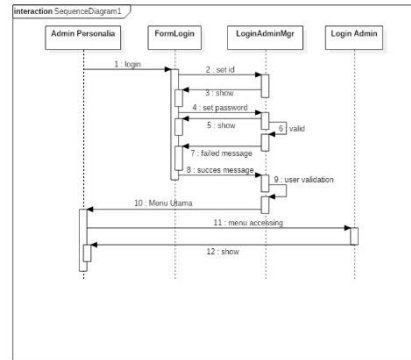 interaction SequenceDiagram1
Admin Personalia
FormLogin
LoginAdminMgr
Login Admin
1 : login
2 : set id
3 : show
4 : set password
5 : show
6 : valid
7 : failed message
8 : succes message
9 : user validation
10 : Menu Utama
11 : menu accessing
12 : show